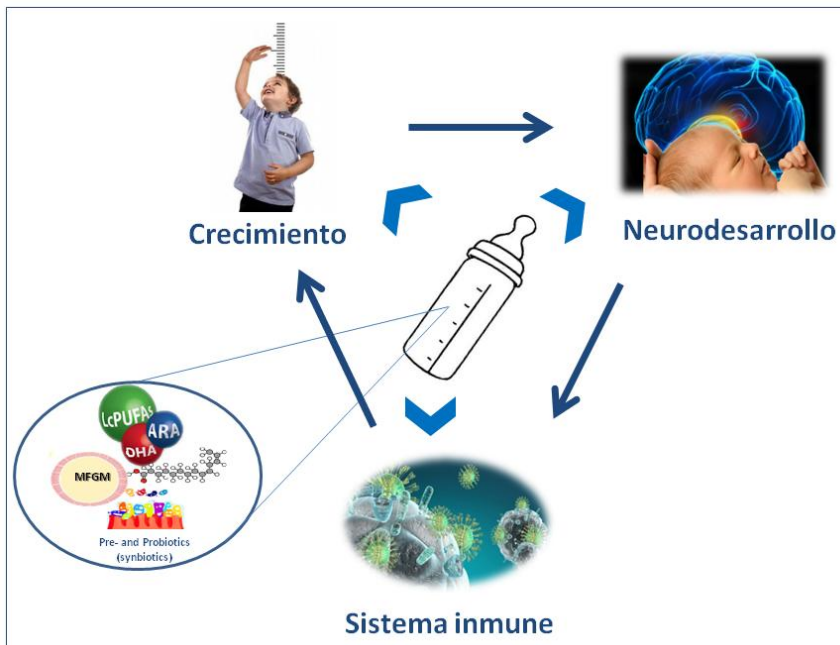 Crecimiento
Neurodesarrollo
LcPUFAs
ARA
DHA
MFGM
Pre- and Probiotics
(synbiotics)
Sistema inmune